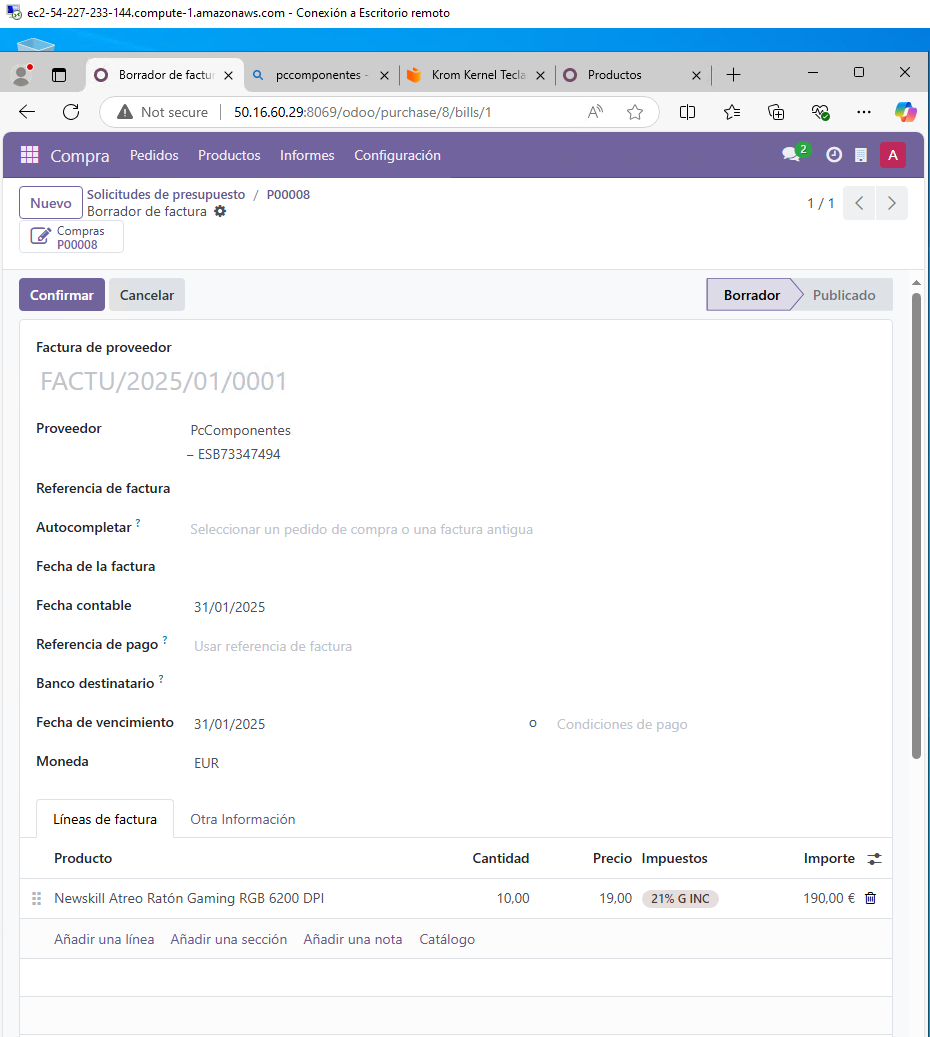 ec2-54-227-233-144.compute-1.amazonaws.com - Conexión a Escritorio remoto
Borrador de factur
pccomponentes -
Krom Kernel Tecla
Productos
Not secure
50.16.60.29:8069/odoo/purchase/8/bills/1
Compra Pedidos Productos Informes Configuración
2
A
Nuevo
Solicitudes de presupuesto / P00008
Borrador de factura
1 / 1
Compras
P00008
Confirmar Cancelar
Borrador Publicado
Factura de proveedor
FACTU/2025/01/0001
Proveedor PcComponentes
– ESB73347494
Referencia de factura
Autocompletar ? Seleccionar un pedido de compra o una factura antigua
Fecha de la factura
Fecha contable 31/01/2025
Referencia de pago ? Usar referencia de factura
Banco destinatario ?
Fecha de vencimiento 31/01/2025 o Condiciones de pago
Moneda EUR
Líneas de factura Otra Información
Producto Cantidad Precio Impuestos Importe
Newskill Atreo Ratón Gaming RGB 6200 DPI 10,00 19,00 21% G INC 190,00 €
Añadir una línea Añadir una sección Añadir una nota Catálogo